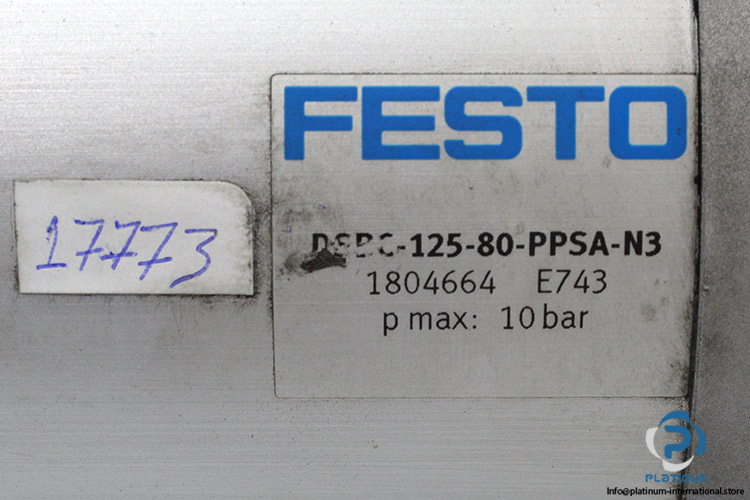 FESTO
17773
DSBC-125-80-PPSA-N3
1804664 E743
p max: 10 bar
PLATINUM
Info@platinum-international.store